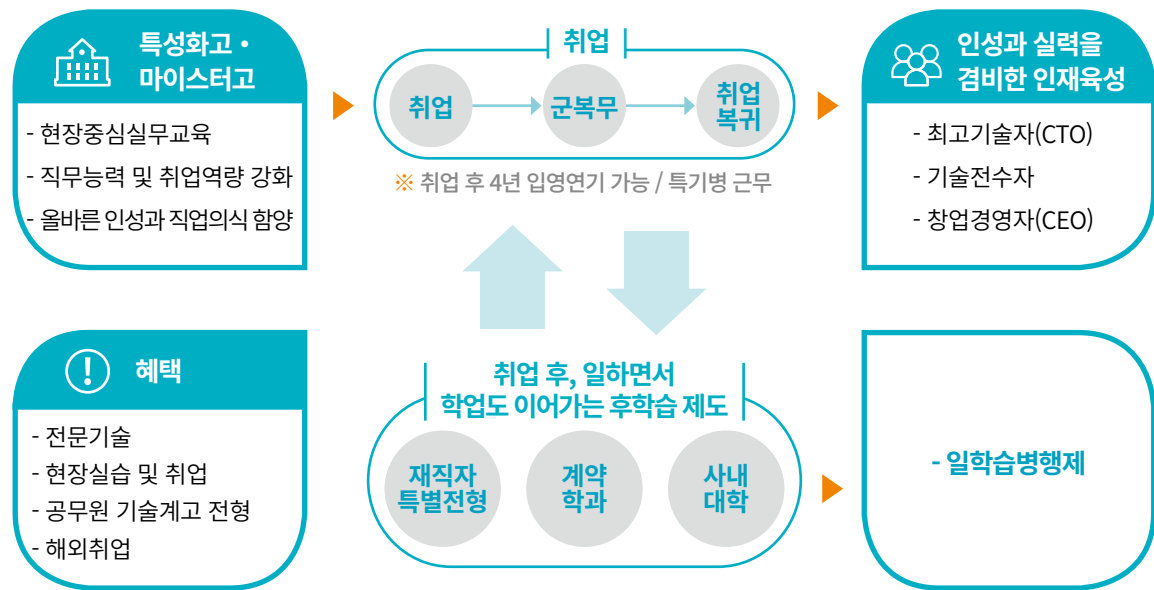 특성화고 •
마이스터고
- 현장중심실무교육
- 직무능력 및 취업역량 강화
- 올바른 인성과 직업의식 함양
취업
취업
군복무
취업
복귀
※ 취업 후 4년 입영연기 가능 / 특기병 근무
인성과 실력을
겸비한 인재육성
- 최고기술자(CTO)
- 기술전수자
- 창업경영자(CEO)
혜택
- 전문기술
- 현장실습 및 취업
- 공무원 기술계고 전형
- 해외취업
취업 후, 일하면서
학업도 이어가는 후학습 제도
재직자
특별전형
계약
학과
사내
대학
- 일학습병행제